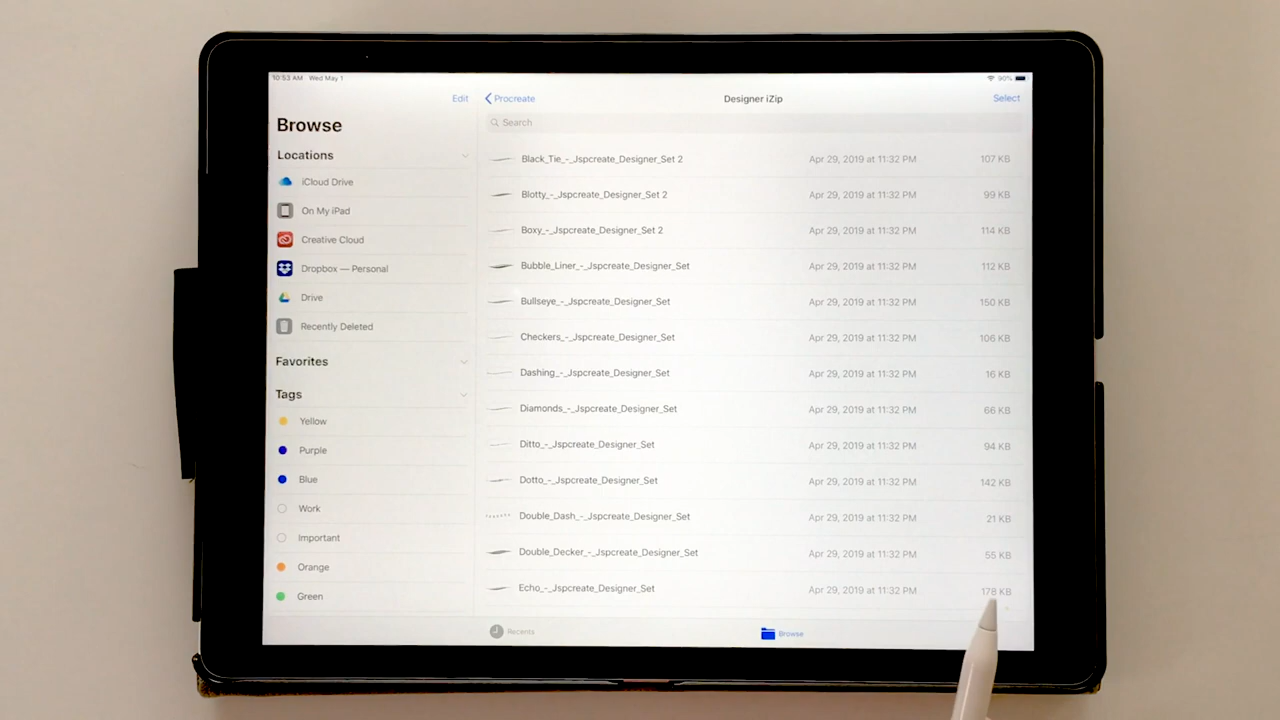 10:53 AM Wed May 1
90%
Edit
Procreate
Designer iZip
Select
Browse
Search
Locations
iCloud Drive
On My iPad
Creative Cloud
Dropbox — Personal
Drive
Recently Deleted
Favorites
Tags
Yellow
Purple
Blue
Work
Important
Orange
Green
Black_Tie_-_Jspcreate_Designer_Set 2 Apr 29, 2019 at 11:32 PM 107 KB
Blotty_-_Jspcreate_Designer_Set 2 Apr 29, 2019 at 11:32 PM 99 KB
Boxy_-_Jspcreate_Designer_Set 2 Apr 29, 2019 at 11:32 PM 114 KB
Bubble_Liner_-_Jspcreate_Designer_Set Apr 29, 2019 at 11:32 PM 112 KB
Bullseye_-_Jspcreate_Designer_Set Apr 29, 2019 at 11:32 PM 150 KB
Checkers_-_Jspcreate_Designer_Set Apr 29, 2019 at 11:32 PM 106 KB
Dashing_-_Jspcreate_Designer_Set Apr 29, 2019 at 11:32 PM 16 KB
Diamonds_-_Jspcreate_Designer_Set Apr 29, 2019 at 11:32 PM 66 KB
Ditto_-_Jspcreate_Designer_Set Apr 29, 2019 at 11:32 PM 94 KB
Dotto_-_Jspcreate_Designer_Set Apr 29, 2019 at 11:32 PM 142 KB
Double_Dash_-_Jspcreate_Designer_Set Apr 29, 2019 at 11:32 PM 21 KB
Double_Decker_-_Jspcreate_Designer_Set Apr 29, 2019 at 11:32 PM 55 KB
Echo_-_Jspcreate_Designer_Set Apr 29, 2019 at 11:32 PM 178 KB
Recents
Browse